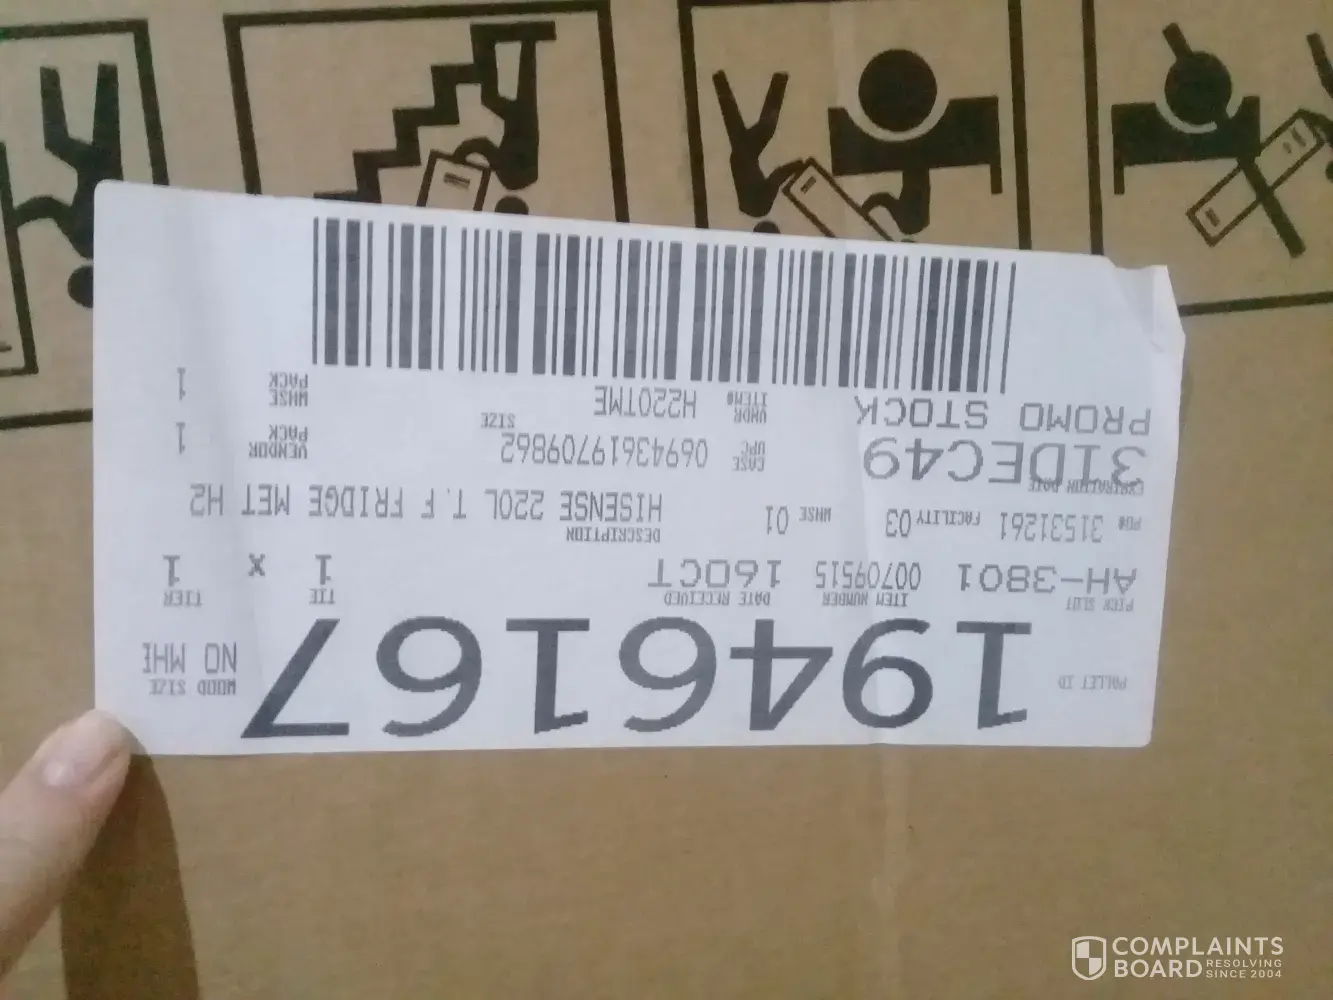 PALLET ID 1946167 WOOD SIZE
NO MHE
PICK SLOT ITEM NUMBER DATE RECEIVED TIE TIER
AH-3801 00709515 16OCT 1 X 1
DESCRIPTION
PO# 31531261 FACILITY 03 WHSE 01 HISENSE 220L T.F FRIDGE MET H2
EXPIRATION DATE
31DEC49 CASE UPC 06943619709862 VENDOR PACK 1
SIZE
PROMO STOCK VNDR ITEM# H220TME WHSE PACK 1
COMPLAINTS
BOARD RESOLVING
SINCE 2004